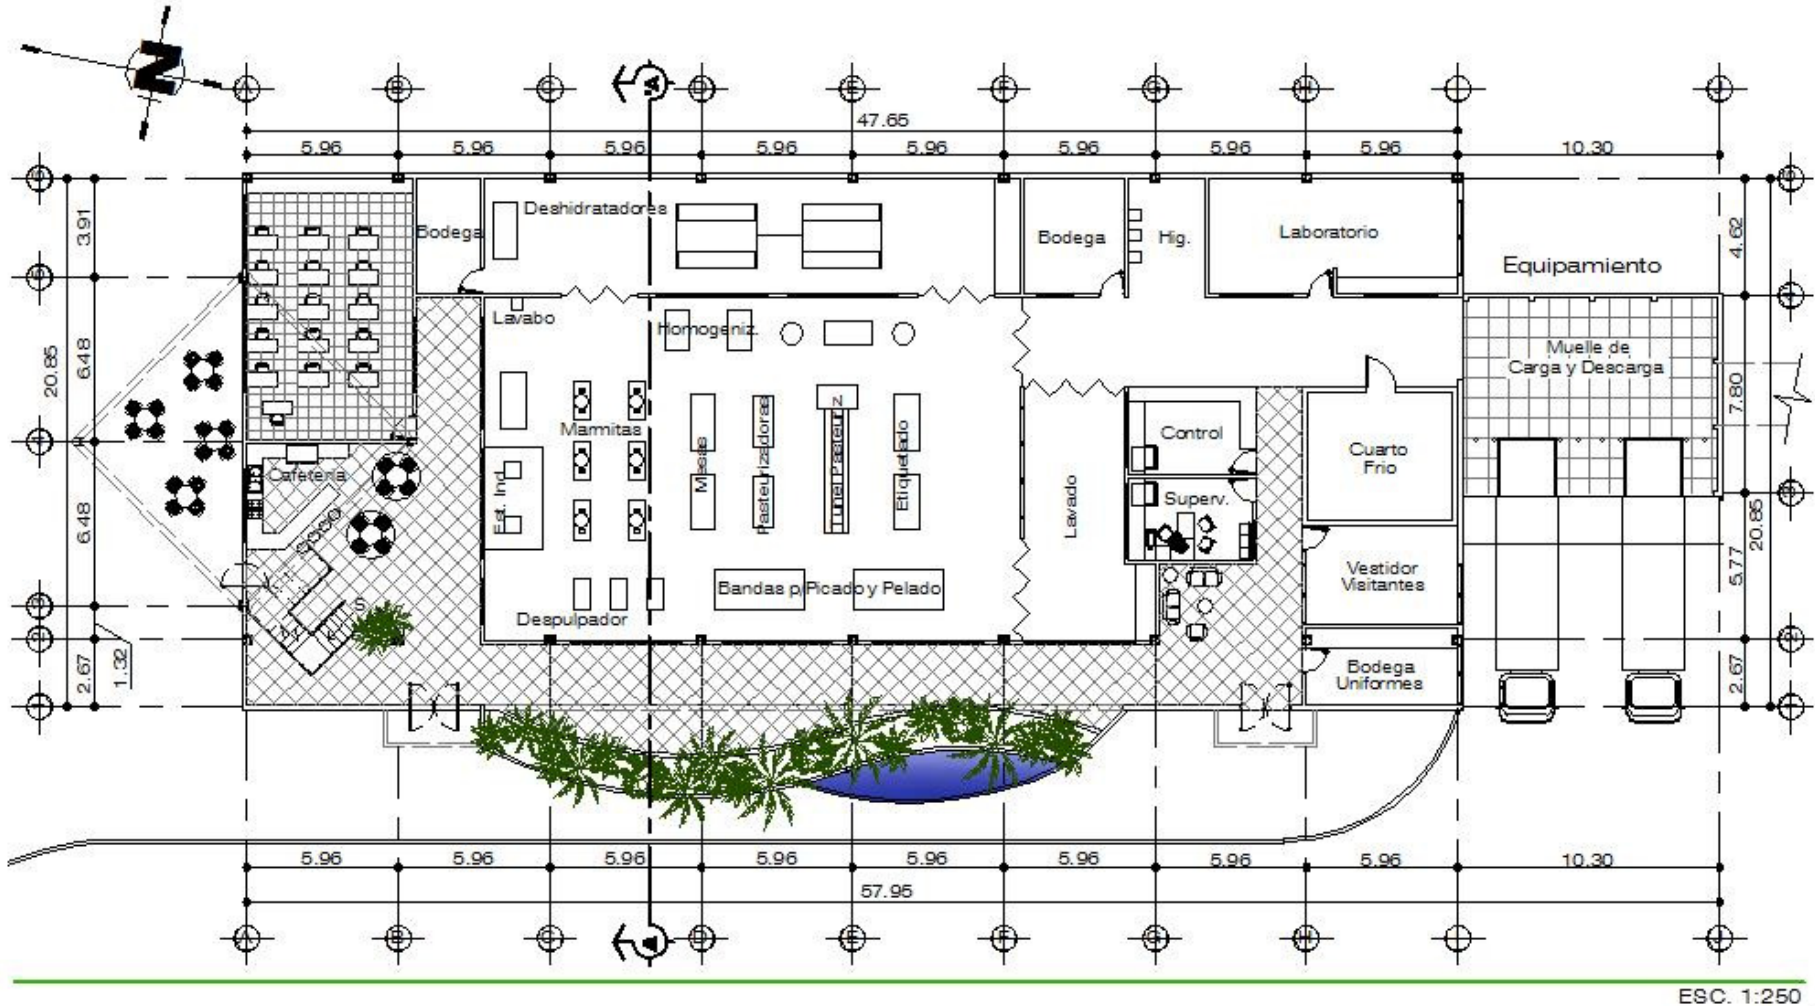 N
A B C 'A D E F G H J
47.65
5.96 5.96 5.96 5.96 5.96 5.96 5.96 5.96 10.30
3.91
6.48
6.48
1.32
2.67
20.85
4.62
7.80
5.77
2.67
20.85
Bodega
Deshidratadores
Bodega
Hig.
Laboratorio
Equipamiento
Lavabo
Homogeniz.
Muelle de
Carga y Descarga
Marmitas
Mesas
Pasteurizadoras
Tunel Pasteuriz
Etiquetado
Control
Cuarto
Frio
Cafeteria
Est. Ind.
Lavado
Superv.
Bandas p/Picado y Pelado
Vestidor
Visitantes
S
Despulpador
Bodega
Uniformes
5.96 5.96 5.96 5.96 5.96 5.96 5.96 5.96 10.30
57.95
A B C A D E F G H J
ESC. 1:250